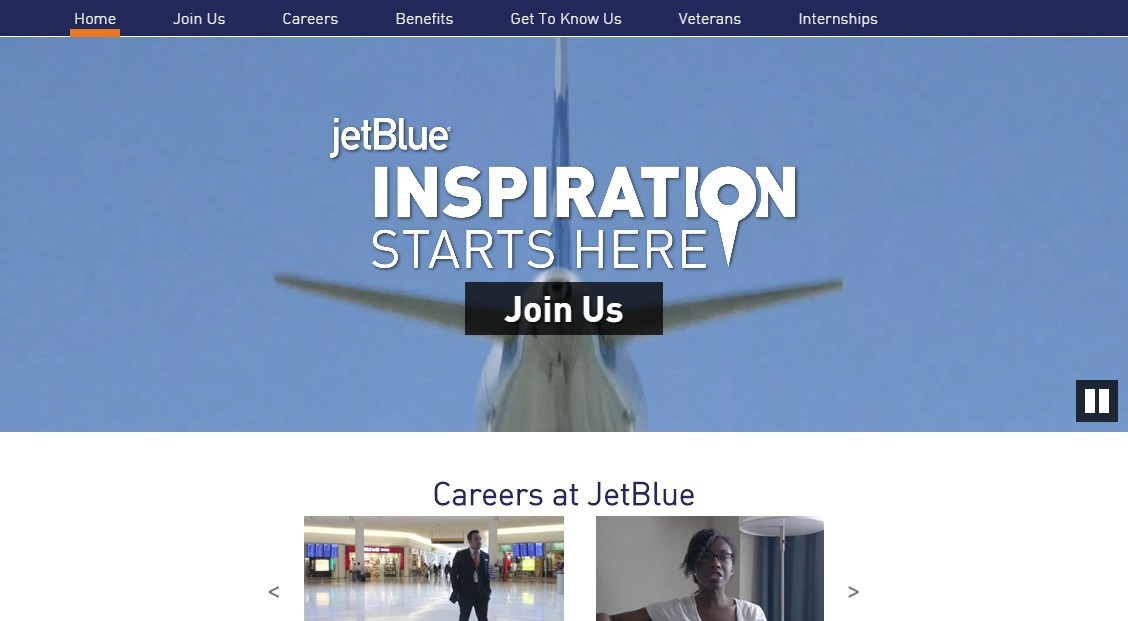 Home Join Us Careers Benefits Get To Know Us Veterans Internships
jetBlue
INSPIRATION
STARTS HERE
Join Us
Careers at JetBlue
< >